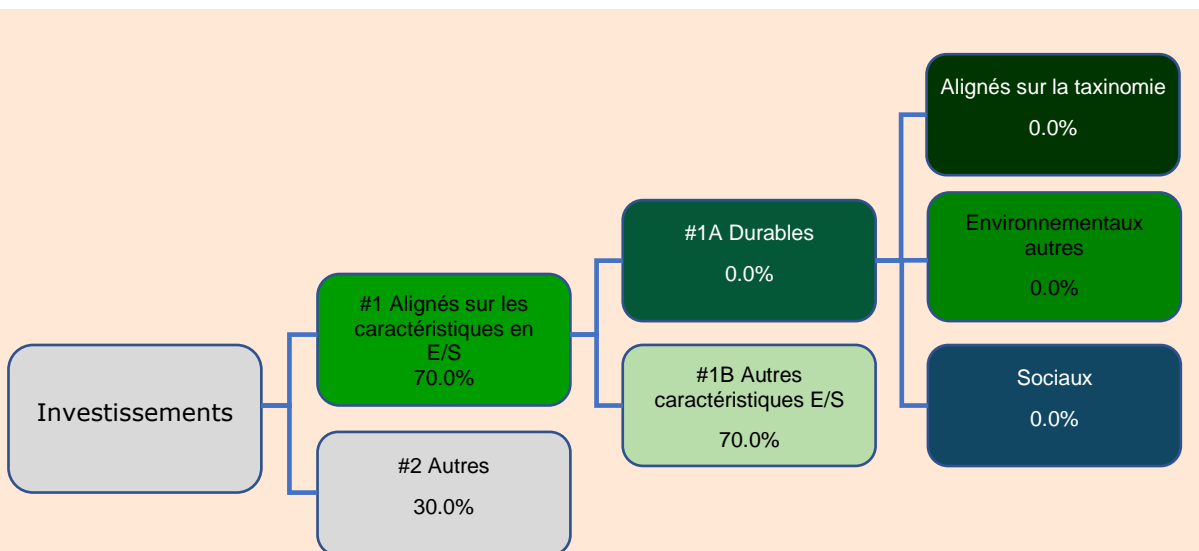 Investissements
#1 Alignés sur les
caractéristiques en
E/S
70.0%
#2 Autres
30.0%
#1A Durables
0.0%
#1B Autres
caractéristiques E/S
70.0%
Alignés sur la taxinomie
0.0%
Environnementaux
autres
0.0%
Sociaux
0.0%